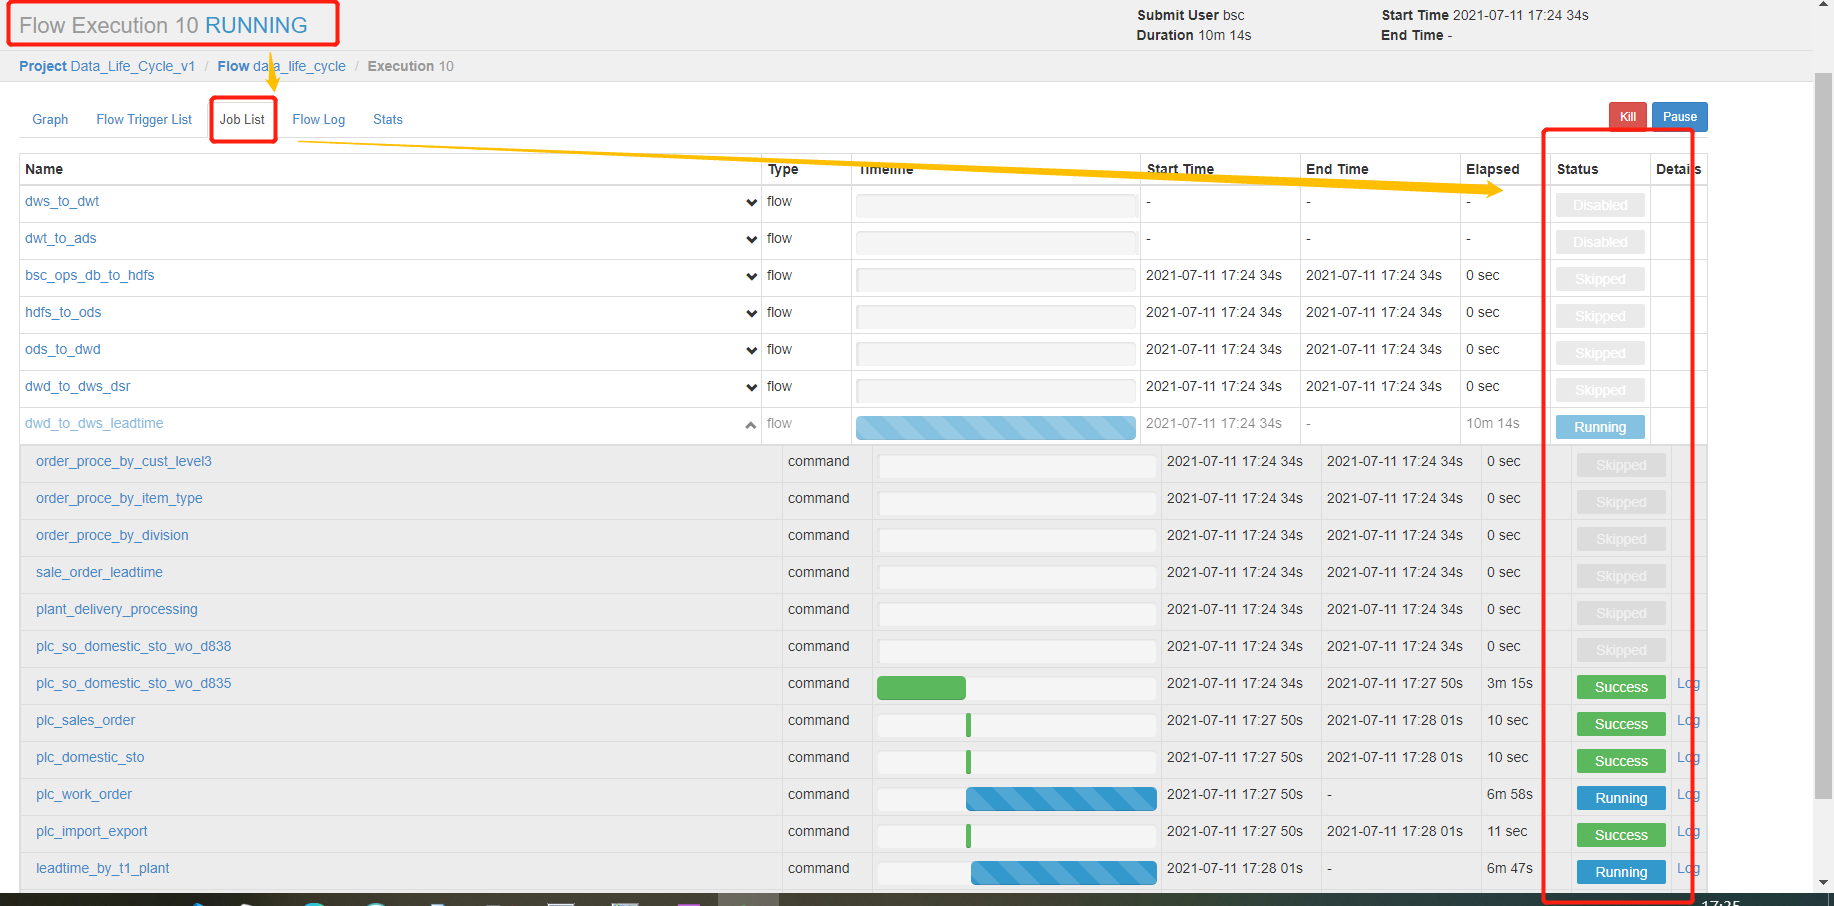 Flow Execution 10 RUNNING
Submit User bsc
Start Time 2021-07-11 17:24 34s
Duration 10m 14s
End Time -
Project Data_Life_Cycle_v1 / Flow data_life_cycle / Execution 10
Graph Flow Trigger List Job List Flow Log Stats Kill Pause
Name Type Timeline Start Time End Time Elapsed Status Details
dws_to_dwt flow - - - Disabled
dwt_to_ads flow - - - Disabled
bsc_ops_db_to_hdfs flow 2021-07-11 17:24 34s 2021-07-11 17:24 34s 0 sec Skipped
hdfs_to_ods flow 2021-07-11 17:24 34s 2021-07-11 17:24 34s 0 sec Skipped
ods_to_dwd flow 2021-07-11 17:24 34s 2021-07-11 17:24 34s 0 sec Skipped
dwd_to_dws_dsr flow 2021-07-11 17:24 34s 2021-07-11 17:24 34s 0 sec Skipped
dwd_to_dws_leadtime flow 2021-07-11 17:24 34s - 10m 14s Running
order_proce_by_cust_level3 command 2021-07-11 17:24 34s 2021-07-11 17:24 34s 0 sec Skipped
order_proce_by_item_type command 2021-07-11 17:24 34s 2021-07-11 17:24 34s 0 sec Skipped
order_proce_by_division command 2021-07-11 17:24 34s 2021-07-11 17:24 34s 0 sec Skipped
sale_order_leadtime command 2021-07-11 17:24 34s 2021-07-11 17:24 34s 0 sec Skipped
plant_delivery_processing command 2021-07-11 17:24 34s 2021-07-11 17:24 34s 0 sec Skipped
plc_so_domestic_sto_wo_d838 command 2021-07-11 17:24 34s 2021-07-11 17:24 34s 0 sec Skipped
plc_so_domestic_sto_wo_d835 command 2021-07-11 17:24 34s 2021-07-11 17:27 50s 3m 15s Success Log
plc_sales_order command 2021-07-11 17:27 50s 2021-07-11 17:28 01s 10 sec Success Log
plc_domestic_sto command 2021-07-11 17:27 50s 2021-07-11 17:28 01s 10 sec Success Log
plc_work_order command 2021-07-11 17:27 50s - 6m 58s Running Log
plc_import_export command 2021-07-11 17:27 50s 2021-07-11 17:28 01s 11 sec Success Log
leadtime_by_t1_plant command 2021-07-11 17:28 01s - 6m 47s Running Log